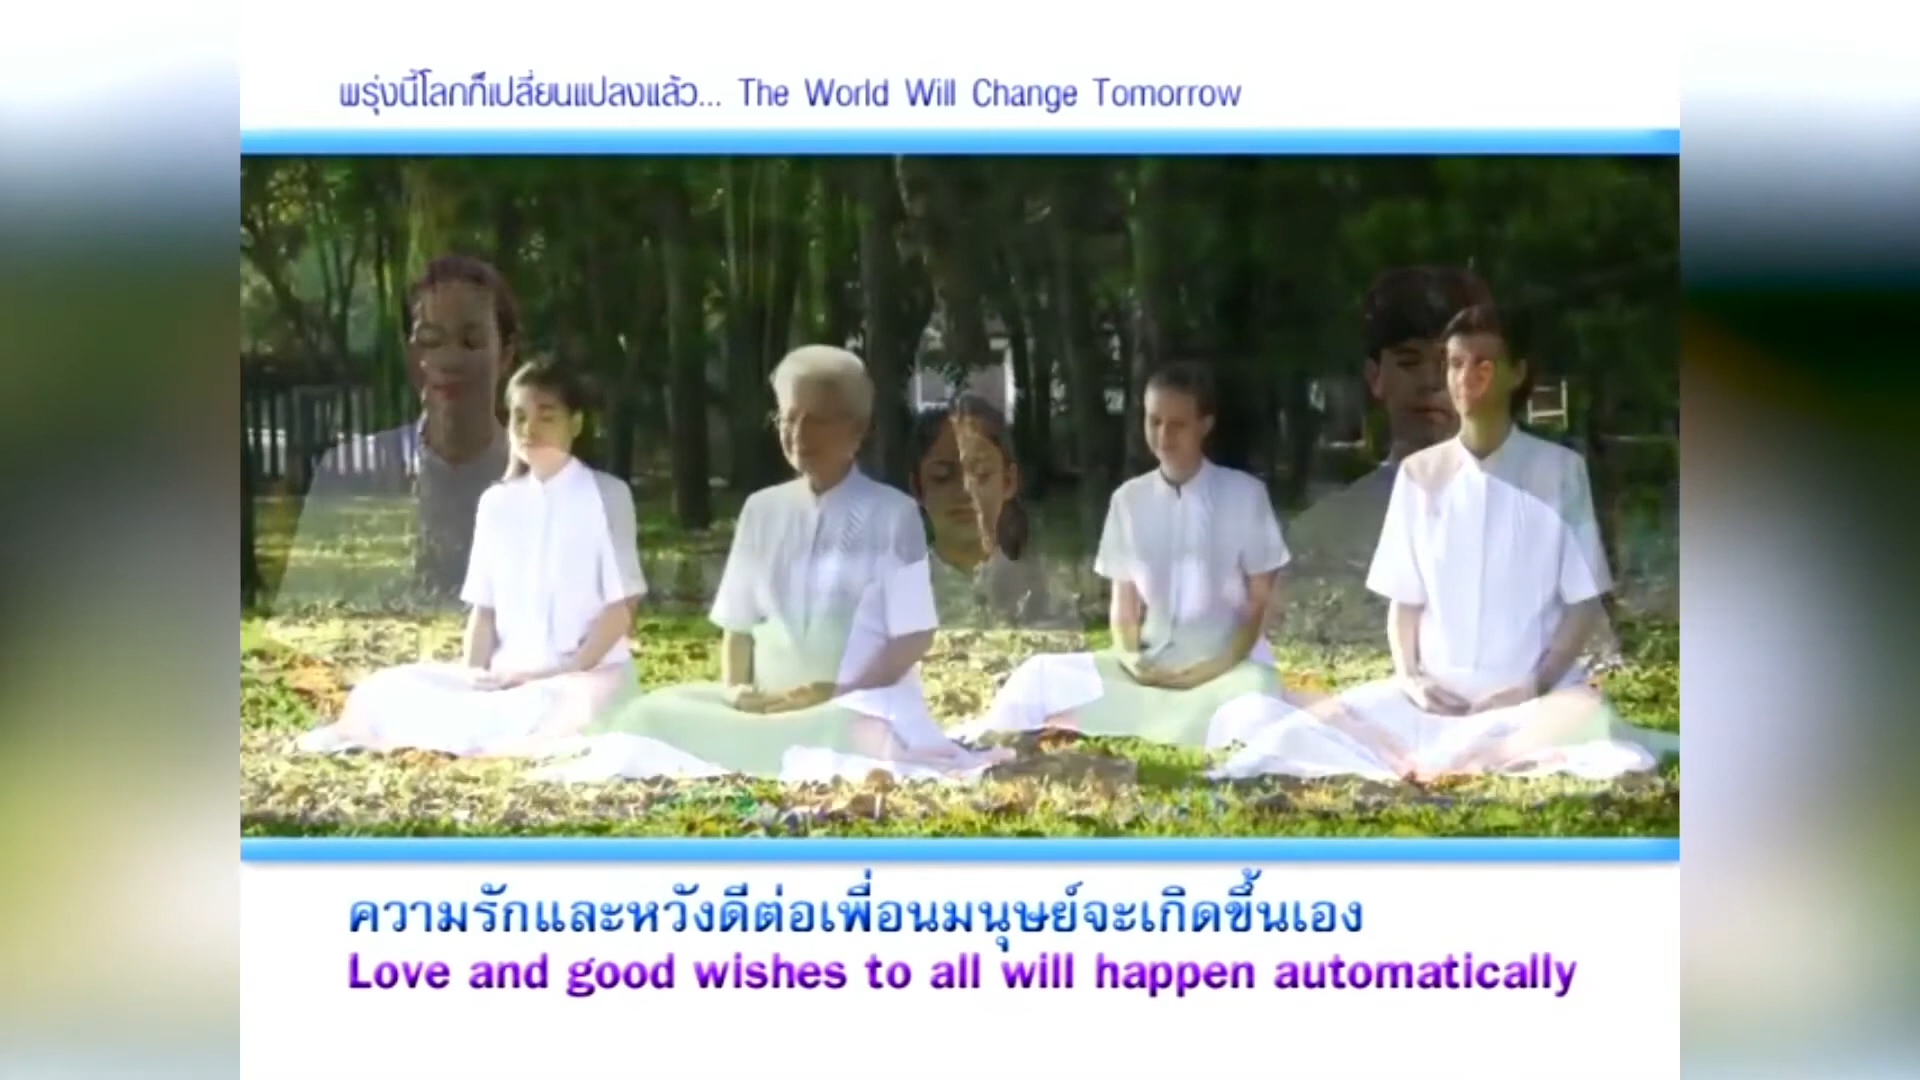 พรุ่งนี้โลกก็เปลี่ยนแปลงแล้ว... The World Will Change Tomorrow
ความรักและหวังดีต่อเพื่อนมนุษย์จะเกิดขึ้นเอง
Love and good wishes to all will happen automatically